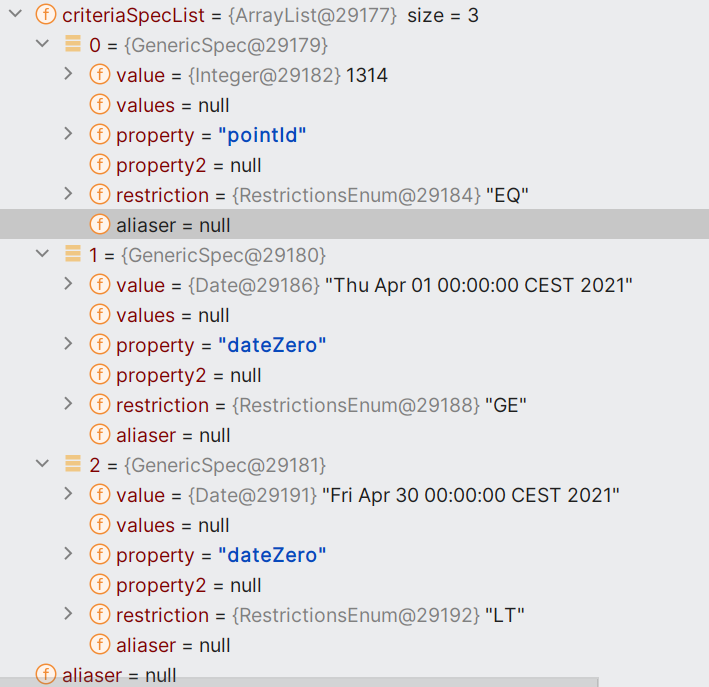 criteriaSpecList = {ArrayList@29177} size = 3
0 = {GenericSpec@29179}
f value = {Integer@29182} 1314
f values = null
f property = "pointId"
f property2 = null
f restriction = {RestrictionsEnum@29184} "EQ"
f aliaser = null
1 = {GenericSpec@29180}
f value = {Date@29186} "Thu Apr 01 00:00:00 CEST 2021"
f values = null
f property = "dateZero"
f property2 = null
f restriction = {RestrictionsEnum@29188} "GE"
f aliaser = null
2 = {GenericSpec@29181}
f value = {Date@29191} "Fri Apr 30 00:00:00 CEST 2021"
f values = null
f property = "dateZero"
f property2 = null
f restriction = {RestrictionsEnum@29192} "LT"
f aliaser = null
f aliaser = null